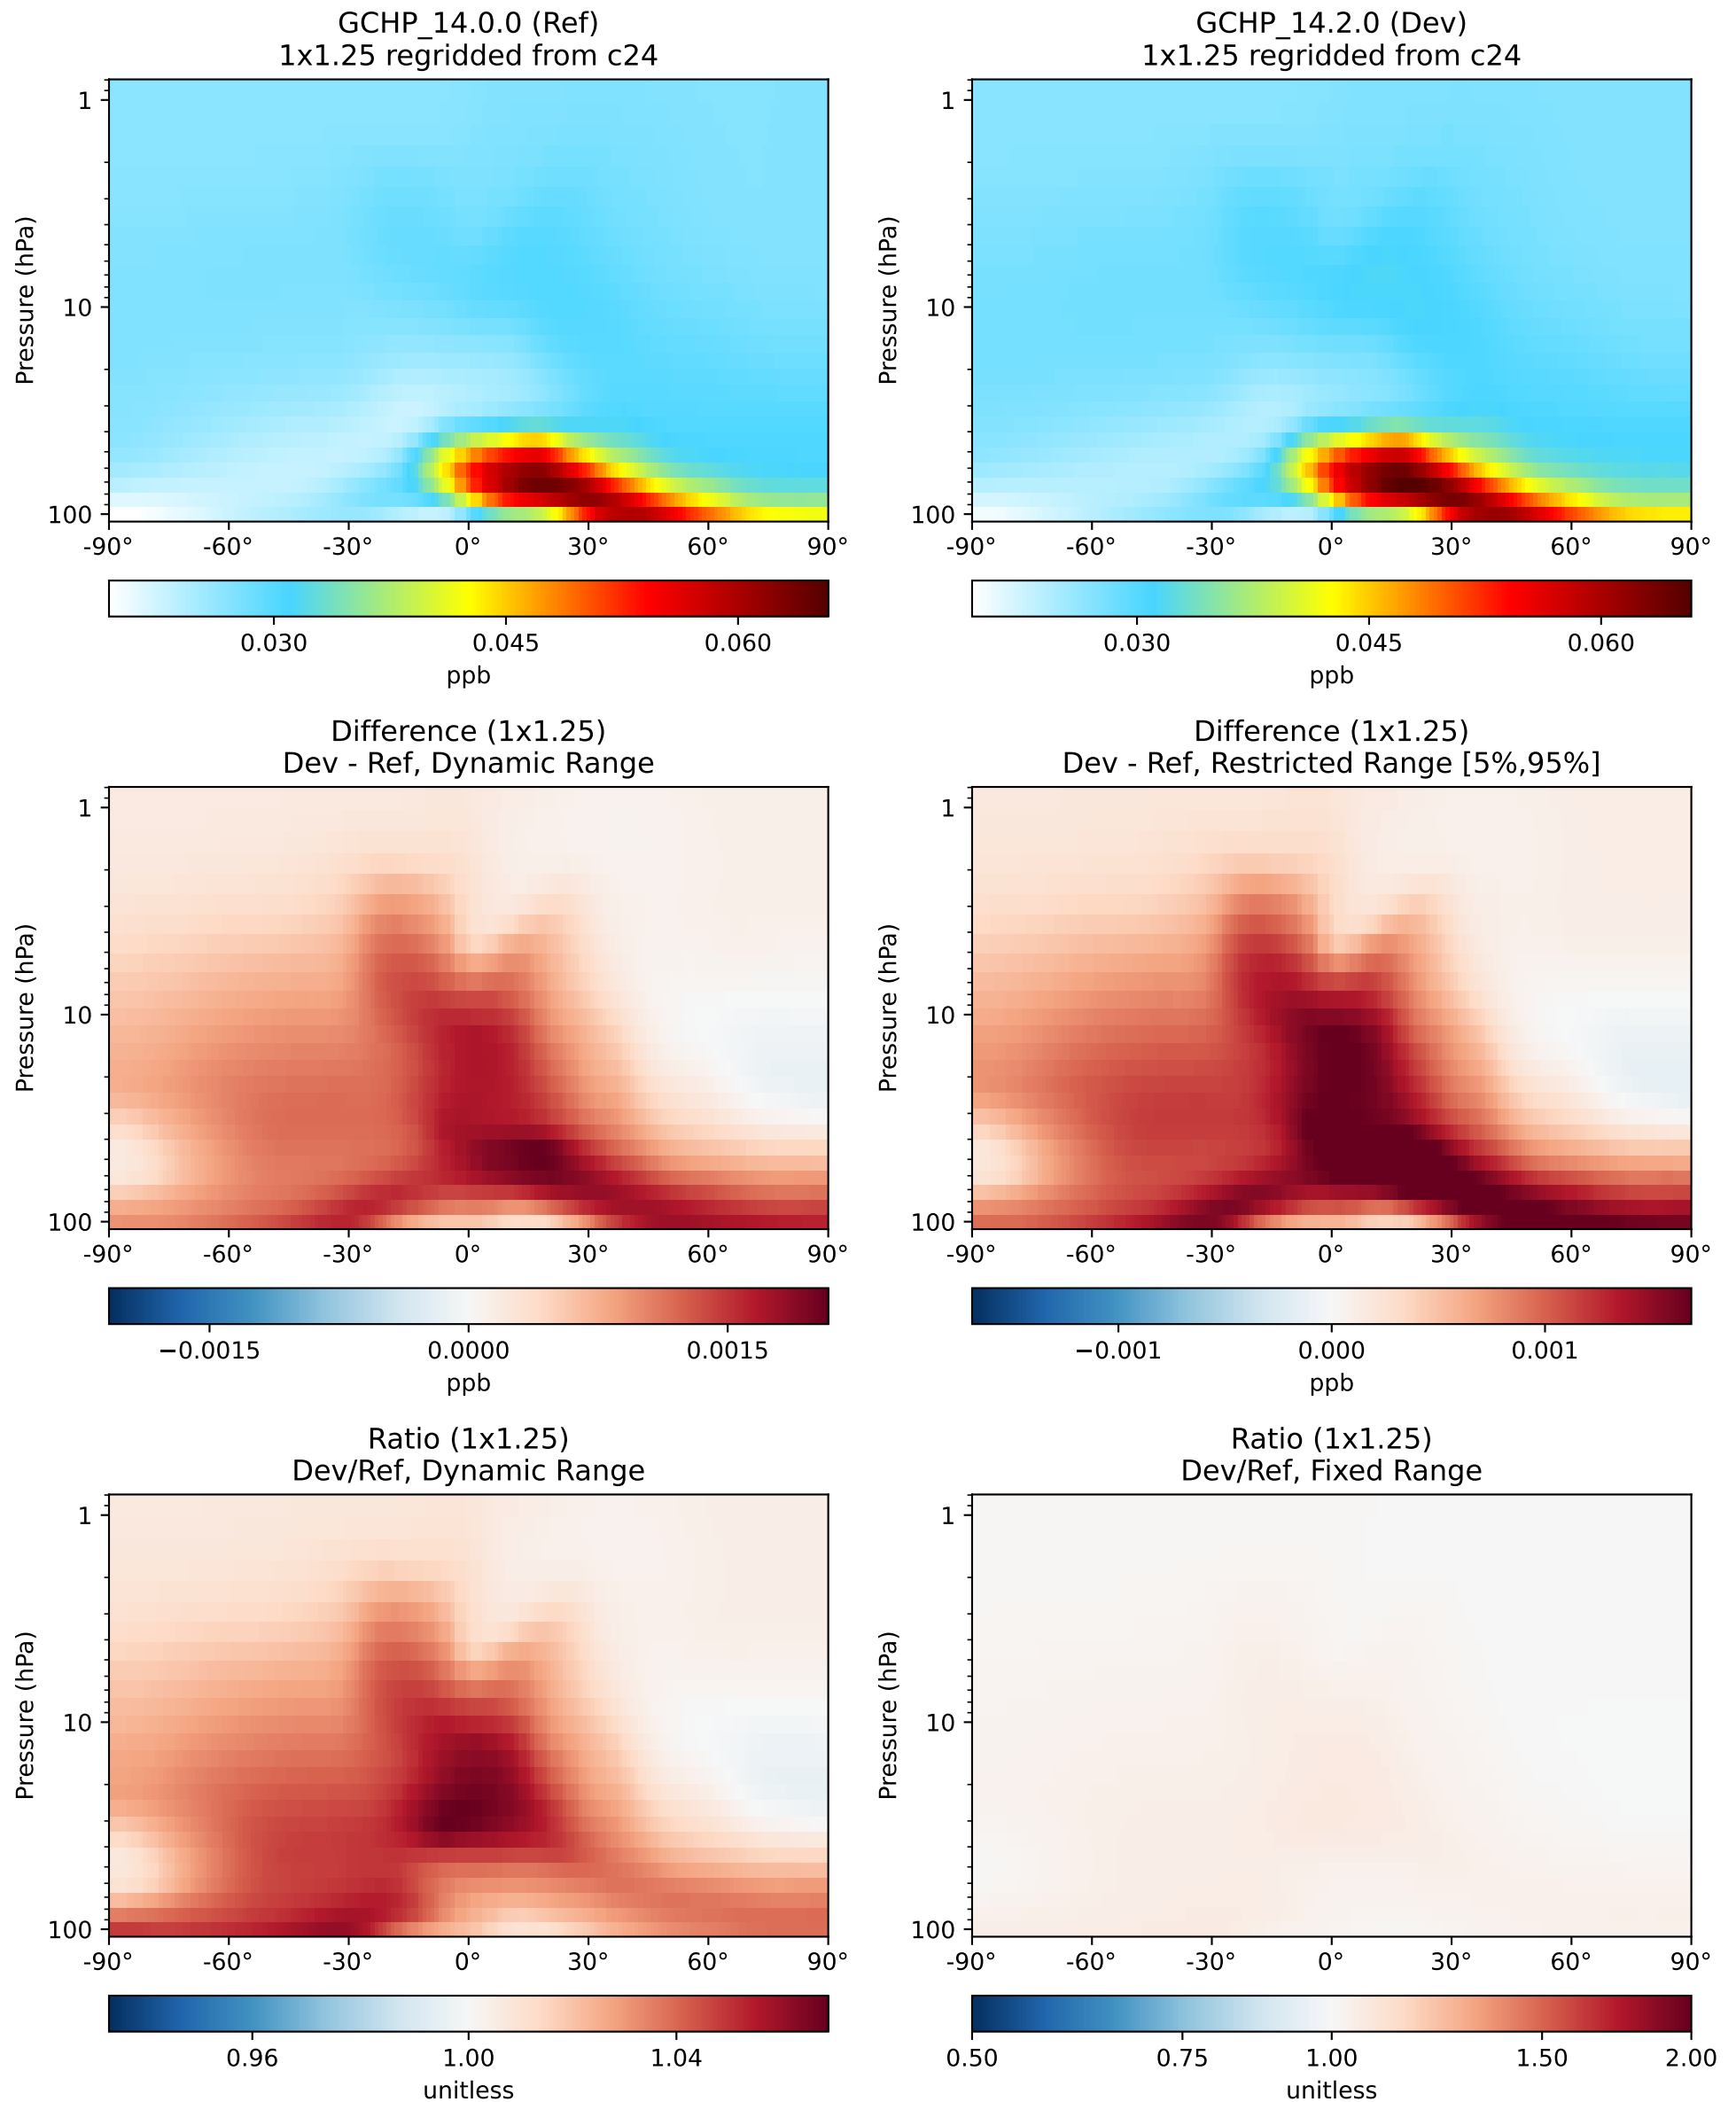 GCHP_14.0.0 (Ref)
1x1.25 regridded from c24
Pressure (hPa)
1
10
100
-90° -60° -30° 0° 30° 60° 90°
0.030 0.045 0.060
ppb
GCHP_14.2.0 (Dev)
1x1.25 regridded from c24
Pressure (hPa)
1
10
100
-90° -60° -30° 0° 30° 60° 90°
0.030 0.045 0.060
ppb
Difference (1x1.25)
Dev - Ref, Dynamic Range
Pressure (hPa)
1
10
100
-90° -60° -30° 0° 30° 60° 90°
−0.0015 0.0000 0.0015
ppb
Difference (1x1.25)
Dev - Ref, Restricted Range [5%,95%]
Pressure (hPa)
1
10
100
-90° -60° -30° 0° 30° 60° 90°
−0.001 0.000 0.001
ppb
Ratio (1x1.25)
Dev/Ref, Dynamic Range
Pressure (hPa)
1
10
100
-90° -60° -30° 0° 30° 60° 90°
0.96 1.00 1.04
unitless
Ratio (1x1.25)
Dev/Ref, Fixed Range
Pressure (hPa)
1
10
100
-90° -60° -30° 0° 30° 60° 90°
0.50 0.75 1.00 1.50 2.00
unitless